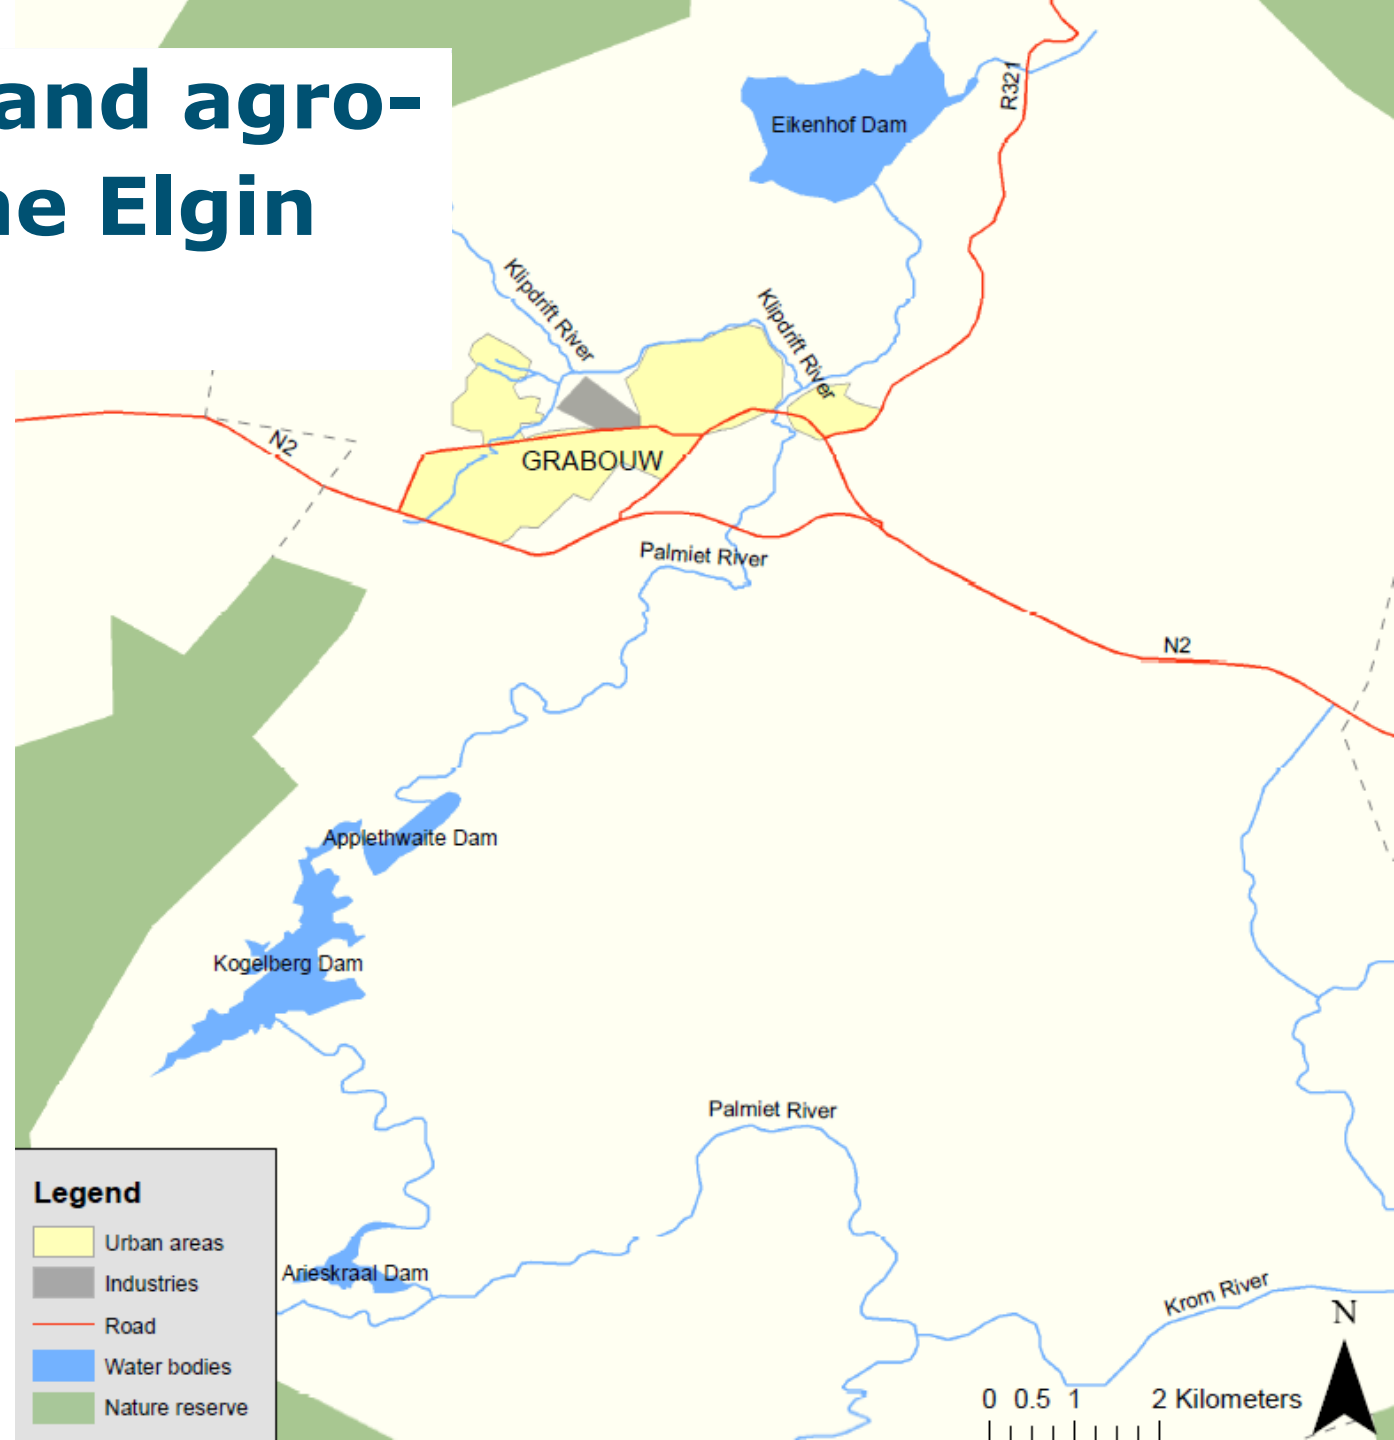 and agro-
ne Elgin
Eikenhof Dam
R321
Klipdrift River
Klipdrift River
N2
GRABOUW
Palmiet River
N2
Applethwaite Dam
Kogelberg Dam
Palmiet River
Legend
Urban areas
Industries
Road
Water bodies
Nature reserve
Arieskraal Dam
Krom River
N
0 0.5 1 2 Kilometers